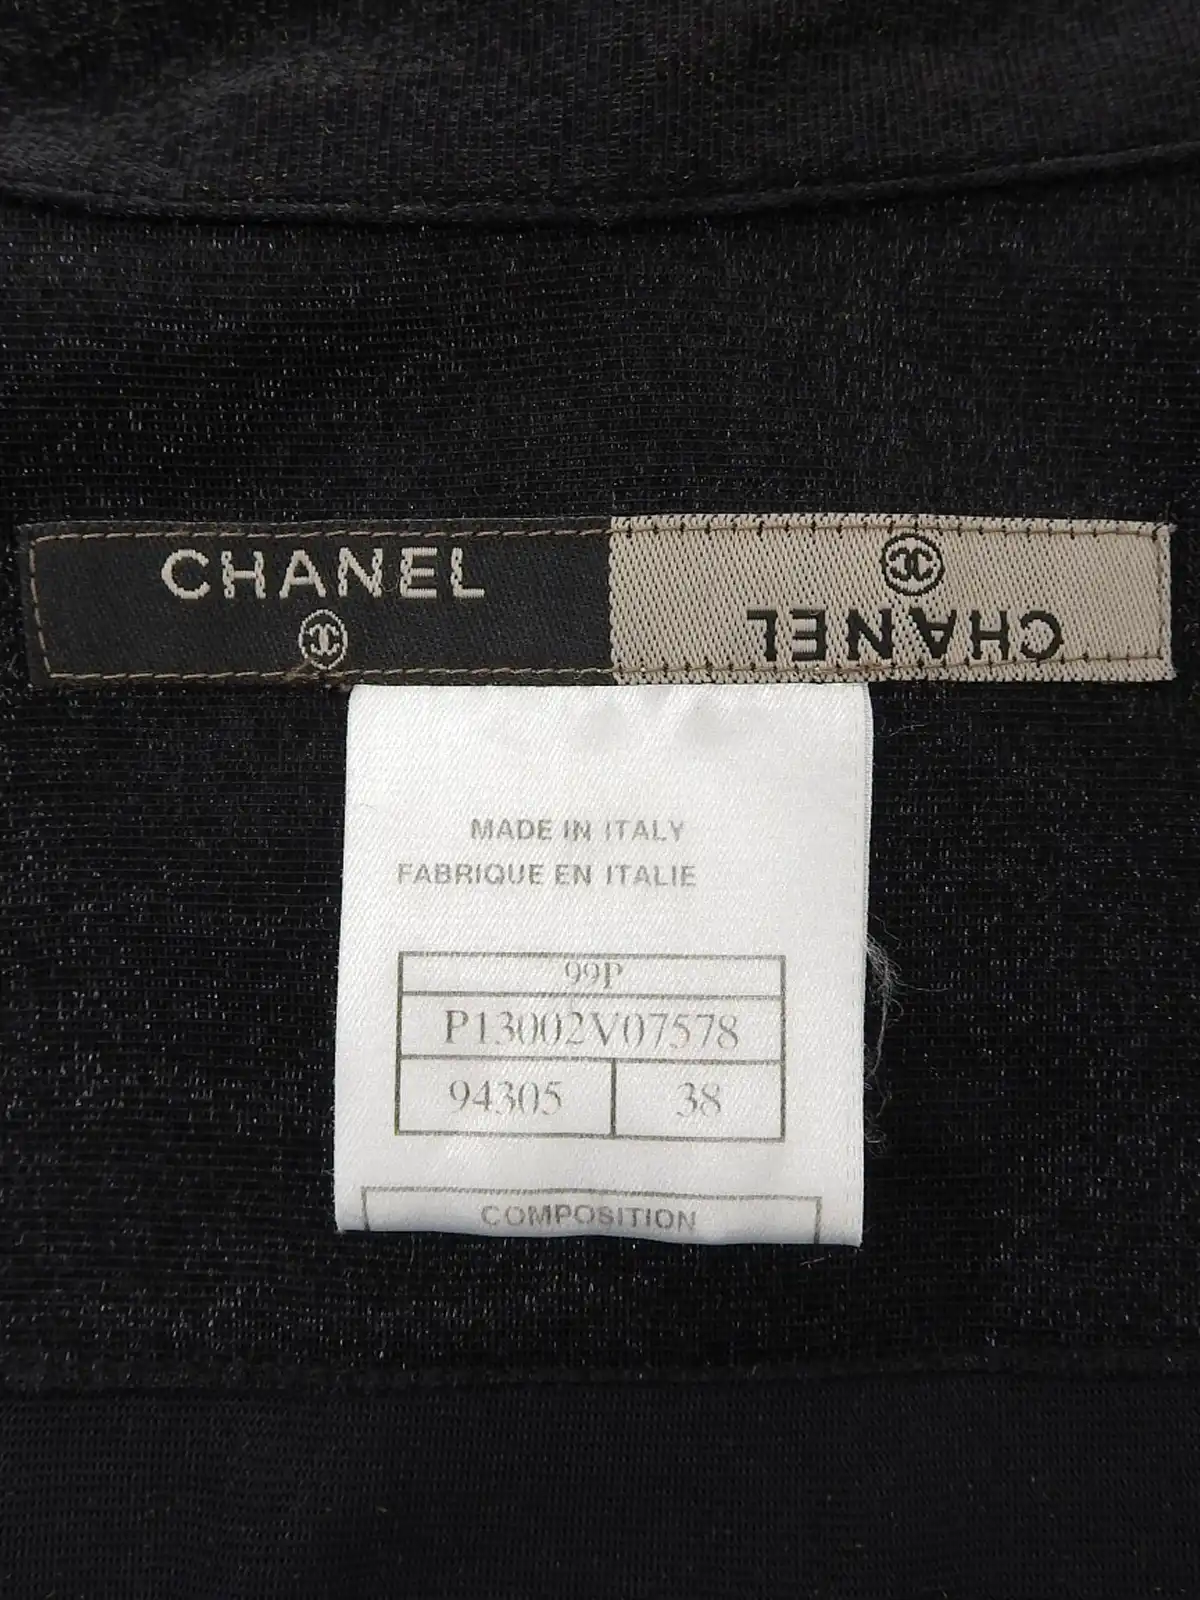 CHANEL
CHANEL
MADE IN ITALY
FABRIQUE EN ITALIE
99P
P13002V07578
94305 38
COMPOSITION